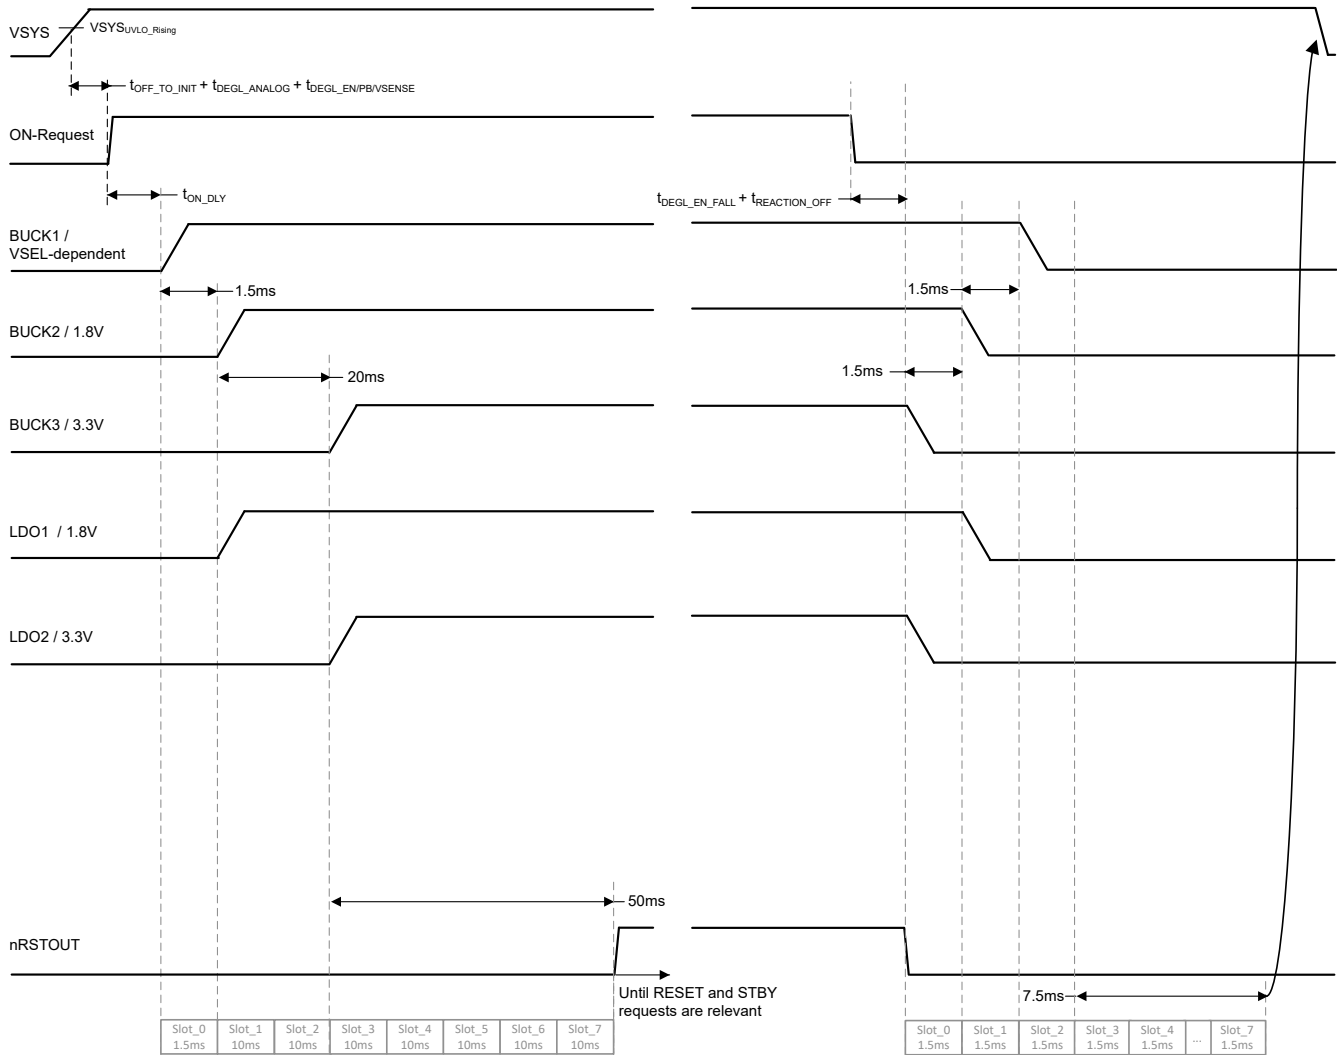 VSYS
VSYSUVLO_Rising
tOFF_TO_INIT + tDEGL_ANALOG + tDEGL_EN/PB/VSENSE
ON-Request
tON_DLY
tDEGL_EN_FALL + tREACTION_OFF
BUCK1 /
VSEL-dependent
1.5ms
1.5ms
BUCK2 / 1.8V
20ms
1.5ms
BUCK3 / 3.3V
LDO1 / 1.8V
LDO2 / 3.3V
50ms
nRSTOUT
Until RESET and STBY
requests are relevant
7.5ms
Slot_0 Slot_1 Slot_2 Slot_3 Slot_4 Slot_5 Slot_6 Slot_7
1.5ms 10ms 10ms 10ms 10ms 10ms 10ms 10ms
Slot_0 Slot_1 Slot_2 Slot_3 Slot_4 ... Slot_7
1.5ms 1.5ms 1.5ms 1.5ms 1.5ms 1.5ms